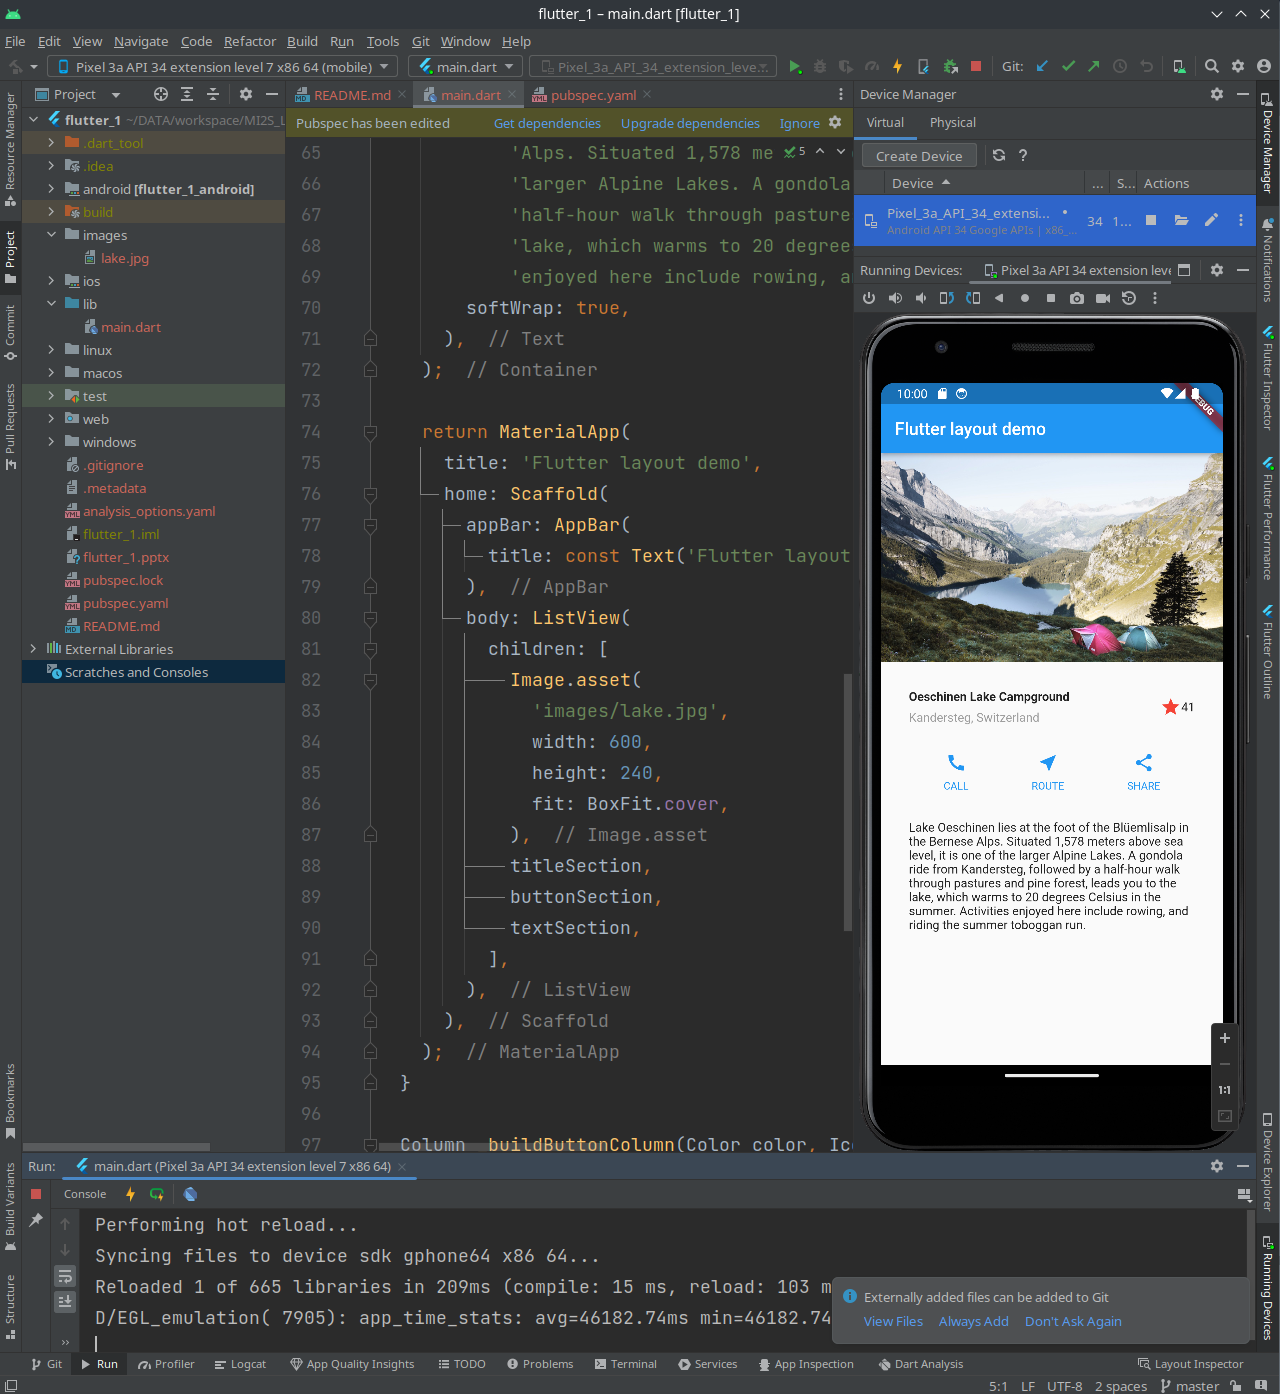 flutter_1 – main.dart [flutter_1]
File Edit View Navigate Code Refactor Build Run Tools Git Window Help
Pixel 3a API 34 extension level 7 x86 64 (mobile) main.dart Pixel_3a_API_34_extension_leve... Git:
Project README.md main.dart pubspec.yaml Device Manager
flutter_1 ~/DATA/workspace/MI2S_L
.dart_tool
.idea
android [flutter_1_android]
build
images
lake.jpg
ios
lib
main.dart
linux
macos
test
web
windows
.gitignore
.metadata
analysis_options.yaml
flutter_1.iml
flutter_1.pptx
pubspec.lock
pubspec.yaml
README.md
External Libraries
Scratches and Consoles
Resource Manager
Project
Commit
Pull Requests
Bookmarks
Build Variants
Structure
Pubspec has been edited Get dependencies Upgrade dependencies Ignore
65 'Alps. Situated 1,578 me 5
66 'larger Alpine Lakes. A gondola
67 'half-hour walk through pasture
68 'lake, which warms to 20 degree
69 'enjoyed here include rowing, a
70 softWrap: true,
71 ), // Text
72 ); // Container
73
74 return MaterialApp(
75 title: 'Flutter layout demo',
76 home: Scaffold(
77 appBar: AppBar(
78 title: const Text('Flutter layout
79 ), // AppBar
80 body: ListView(
81 children: [
82 Image.asset(
83 'images/lake.jpg',
84 width: 600,
85 height: 240,
86 fit: BoxFit.cover,
87 ), // Image.asset
88 titleSection,
89 buttonSection,
90 textSection,
91 ],
92 ), // ListView
93 ), // Scaffold
94 ); // MaterialApp
95 }
96
97 Column _buildButtonColumn(Color color, Ico
Virtual Physical
Create Device ?
Device ... S... Actions
Pixel_3a_API_34_extensi... 34 1...
Android API 34 Google APIs | x86_...
Running Devices: Pixel 3a API 34 extension leve
10:00
DEBUG
Flutter layout demo
Oeschinen Lake Campground
Kandersteg, Switzerland
41
CALL ROUTE SHARE
Lake Oeschinen lies at the foot of the Blüemlisalp in
the Bernese Alps. Situated 1,578 meters above sea
level, it is one of the larger Alpine Lakes. A gondola
ride from Kandersteg, followed by a half-hour walk
through pastures and pine forest, leads you to the
lake, which warms to 20 degrees Celsius in the
summer. Activities enjoyed here include rowing, and
riding the summer toboggan run.
1:1
Device Manager
Notifications
Flutter Inspector
Flutter Performance
Flutter Outline
Device Explorer
Running Devices
Run: main.dart (Pixel 3a API 34 extension level 7 x86 64)
Console
Performing hot reload...
Syncing files to device sdk gphone64 x86 64...
Reloaded 1 of 665 libraries in 209ms (compile: 15 ms, reload: 103 m
D/EGL_emulation( 7905): app_time_stats: avg=46182.74ms min=46182.74
Externally added files can be added to Git
View Files Always Add Don't Ask Again
Git Run Profiler Logcat App Quality Insights TODO Problems Terminal Services App Inspection Dart Analysis Layout Inspector
5:1 LF UTF-8 2 spaces master